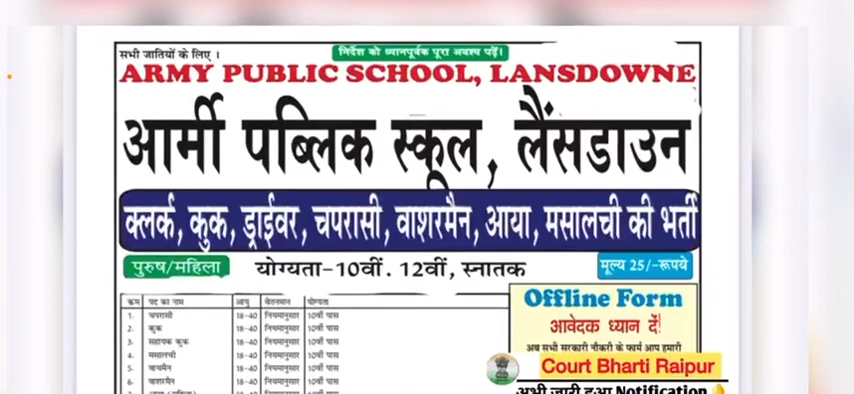 सभी जातियों के लिए ।
निर्देश को ध्यानपूर्वक पूरा अवश्य पढ़ें।
ARMY PUBLIC SCHOOL, LANSDOWNE
आर्मी पब्लिक स्कूल, लैंसडाउन
क्लर्क, कुक, ड्राईवर, चपरासी, वाशरमैन, आया, मसालची की भर्ती
पुरुष/महिला योग्यता-10वीं. 12वीं, स्नातक मूल्य 25/-रूपये
क्रम पद का नाम आयु वेतनमान योग्यता
1. चपरासी 18-40 नियमानुसार 10वीं पास
2. कुक 18-40 नियमानुसार 10वीं पास
3. सहायक कुक 18-40 नियमानुसार 10वीं पास
4. मसालची 18-40 नियमानुसार 10वीं पास
5. वाचमैन 18-40 नियमानुसार 10वीं पास
6. वाशरमैन 18-40 नियमानुसार 10वीं पास
Offline Form
आवेदक ध्यान दें!
अब सभी सरकारी नौकरी के फार्म आप हमारी
Court Bharti Raipur
अभी जारी हुआ Notification